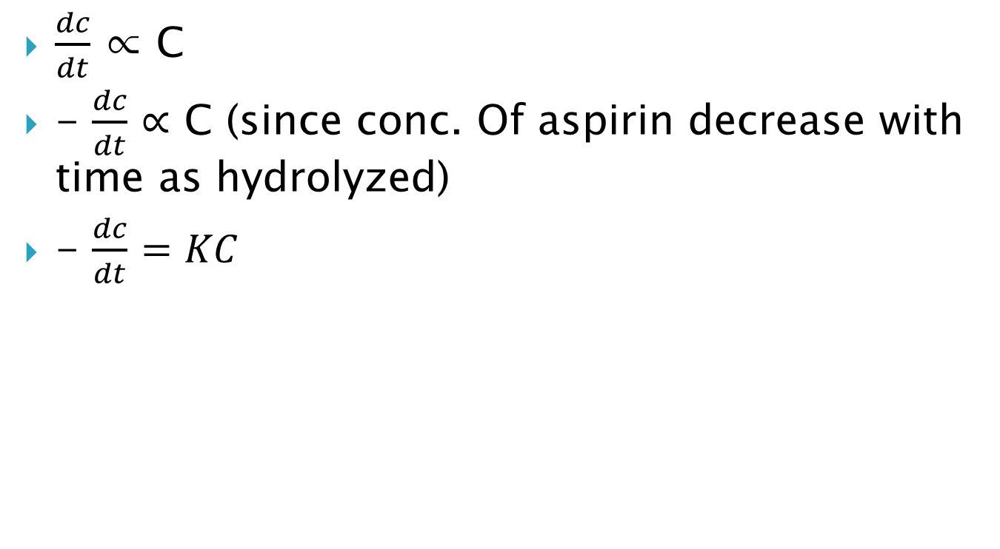 dc/dt ∝ C
− dc/dt ∝ C (since conc. Of aspirin decrease with
time as hydrolyzed)
− dc/dt = KC